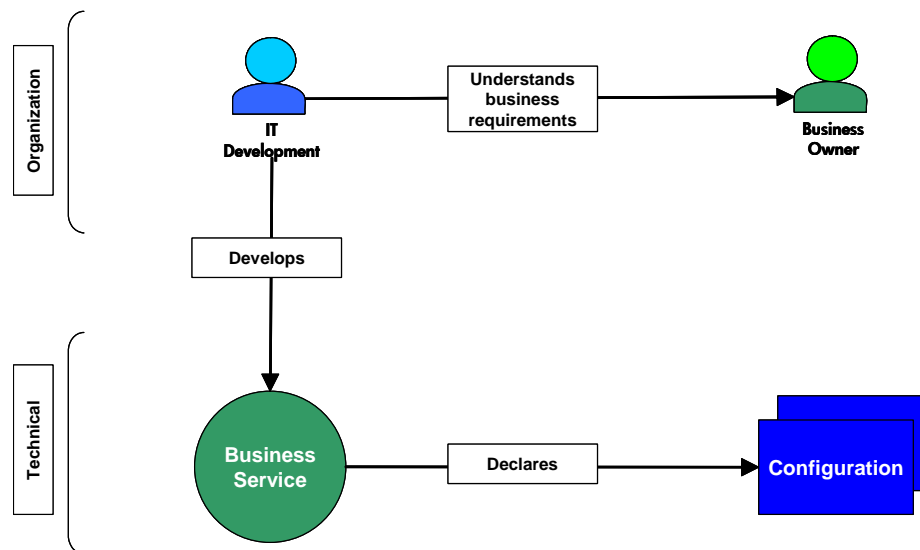 Organization
Understands
business
requirements
IT
Development
Business
Owner
Develops
Technical
Business
Service
Declares
Configuration